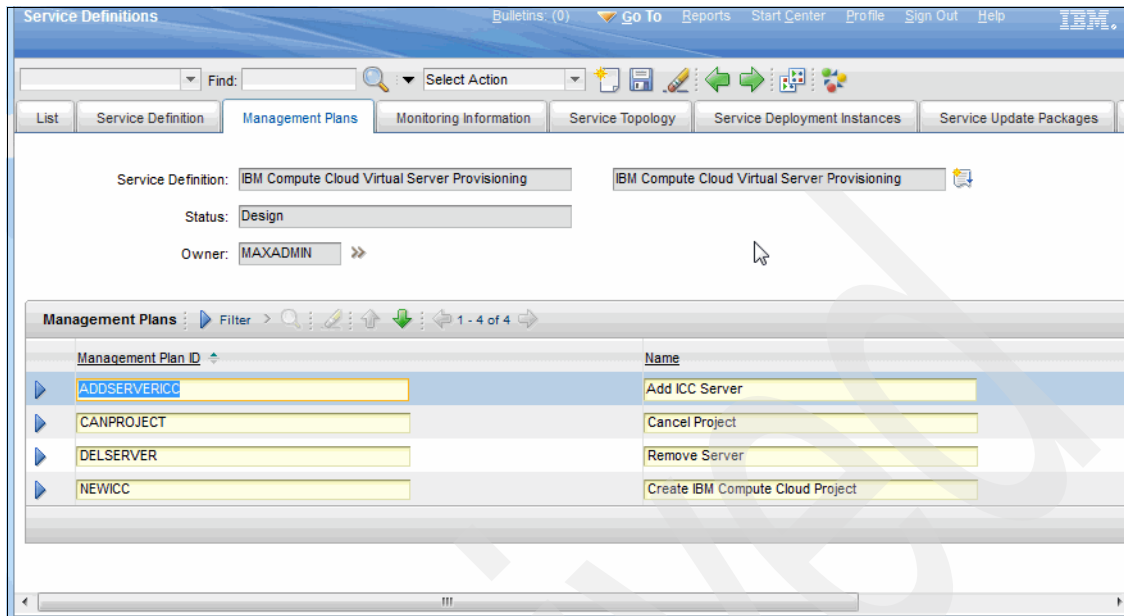 Service Definitions Bulletins: (0) Go To Reports Start Center Profile Sign Out Help IBM.
Find: Select Action
List Service Definition Management Plans Monitoring Information Service Topology Service Deployment Instances Service Update Packages
Service Definition: IBM Compute Cloud Virtual Server Provisioning IBM Compute Cloud Virtual Server Provisioning
Status: Design
Owner: MAXADMIN
Management Plans Filter 1 - 4 of 4
Management Plan ID Name
ADDSERVERICC Add ICC Server
CANPROJECT Cancel Project
DELSERVER Remove Server
NEWICC Create IBM Compute Cloud Project